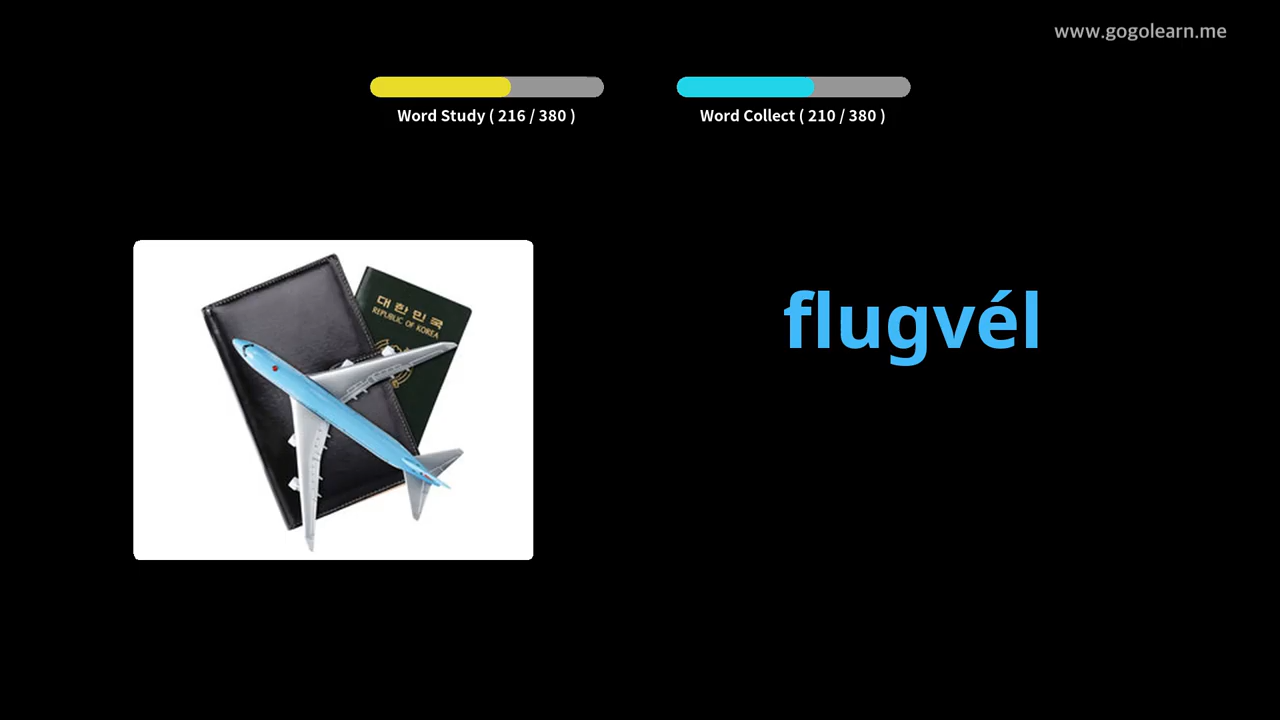 www.gogolearn.me
Word Study ( 216 / 380 )
Word Collect ( 210 / 380 )
대한민국
REPUBLIC OF KOREA
flugvél